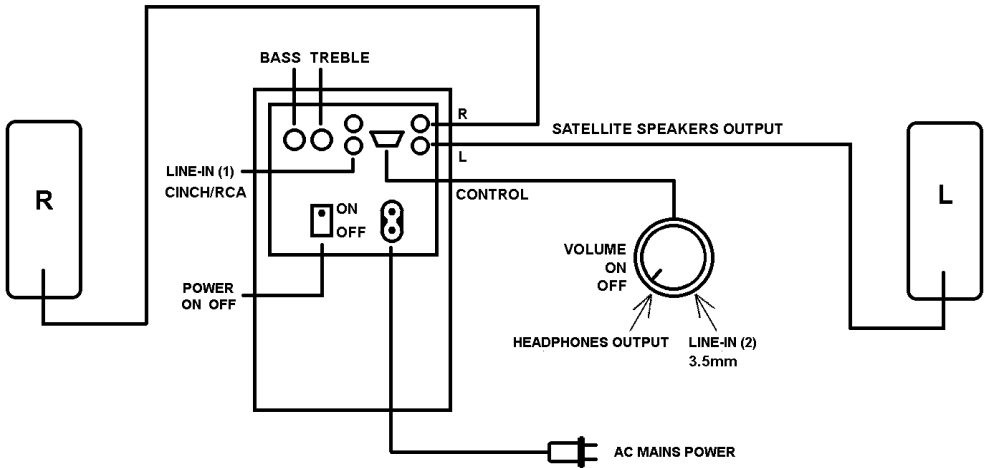 BASS TREBLE
R
SATELLITE SPEAKERS OUTPUT
L
LINE-IN (1)
CINCH/RCA
CONTROL
R
L
ON
OFF
VOLUME
ON
OFF
POWER
ON OFF
HEADPHONES OUTPUT
LINE-IN (2)
3.5mm
AC MAINS POWER